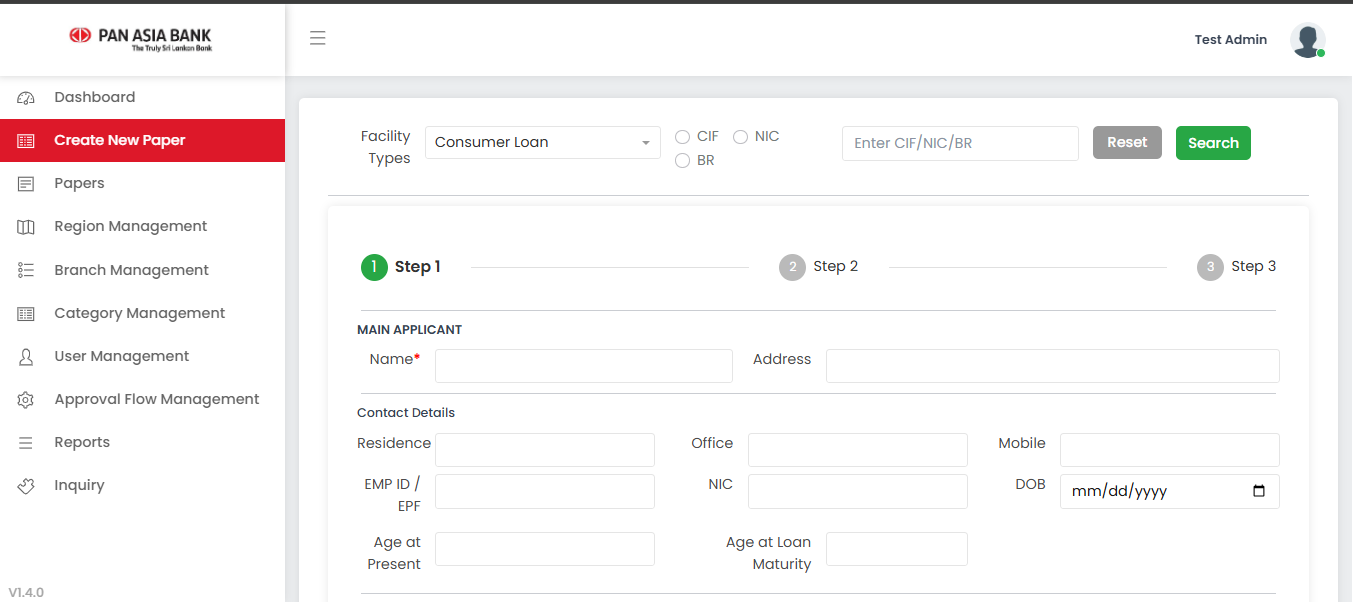 PAN ASIA BANK
The Truly Sri Lankan Bank
Test Admin
Dashboard
Create New Paper
Papers
Region Management
Branch Management
Category Management
User Management
Approval Flow Management
Reports
Inquiry
V1.4.0
Facility Types
Consumer Loan
CIF
NIC
BR
Enter CIF/NIC/BR
Reset
Search
1 Step 1
2 Step 2
3 Step 3
MAIN APPLICANT
Name*
Address
Contact Details
Residence
Office
Mobile
EMP ID / EPF
NIC
DOB
mm/dd/yyyy
Age at Present
Age at Loan Maturity